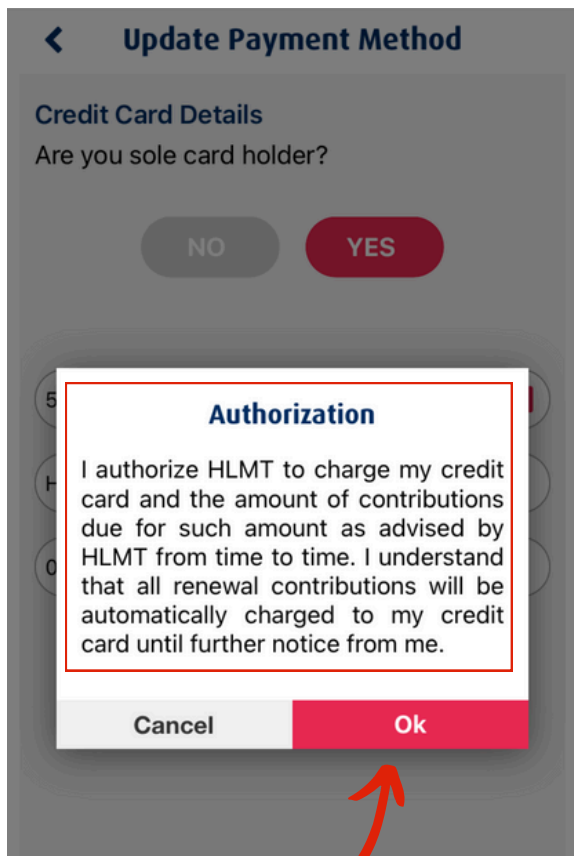 Update Payment Method
Credit Card Details
Are you sole card holder?
NO YES
5
Authorization
I authorize HLMT to charge my credit
card and the amount of contributions
due for such amount as advised by
HLMT from time to time. I understand
that all renewal contributions will be
automatically charged to my credit
card until further notice from me.
H
0
Cancel Ok